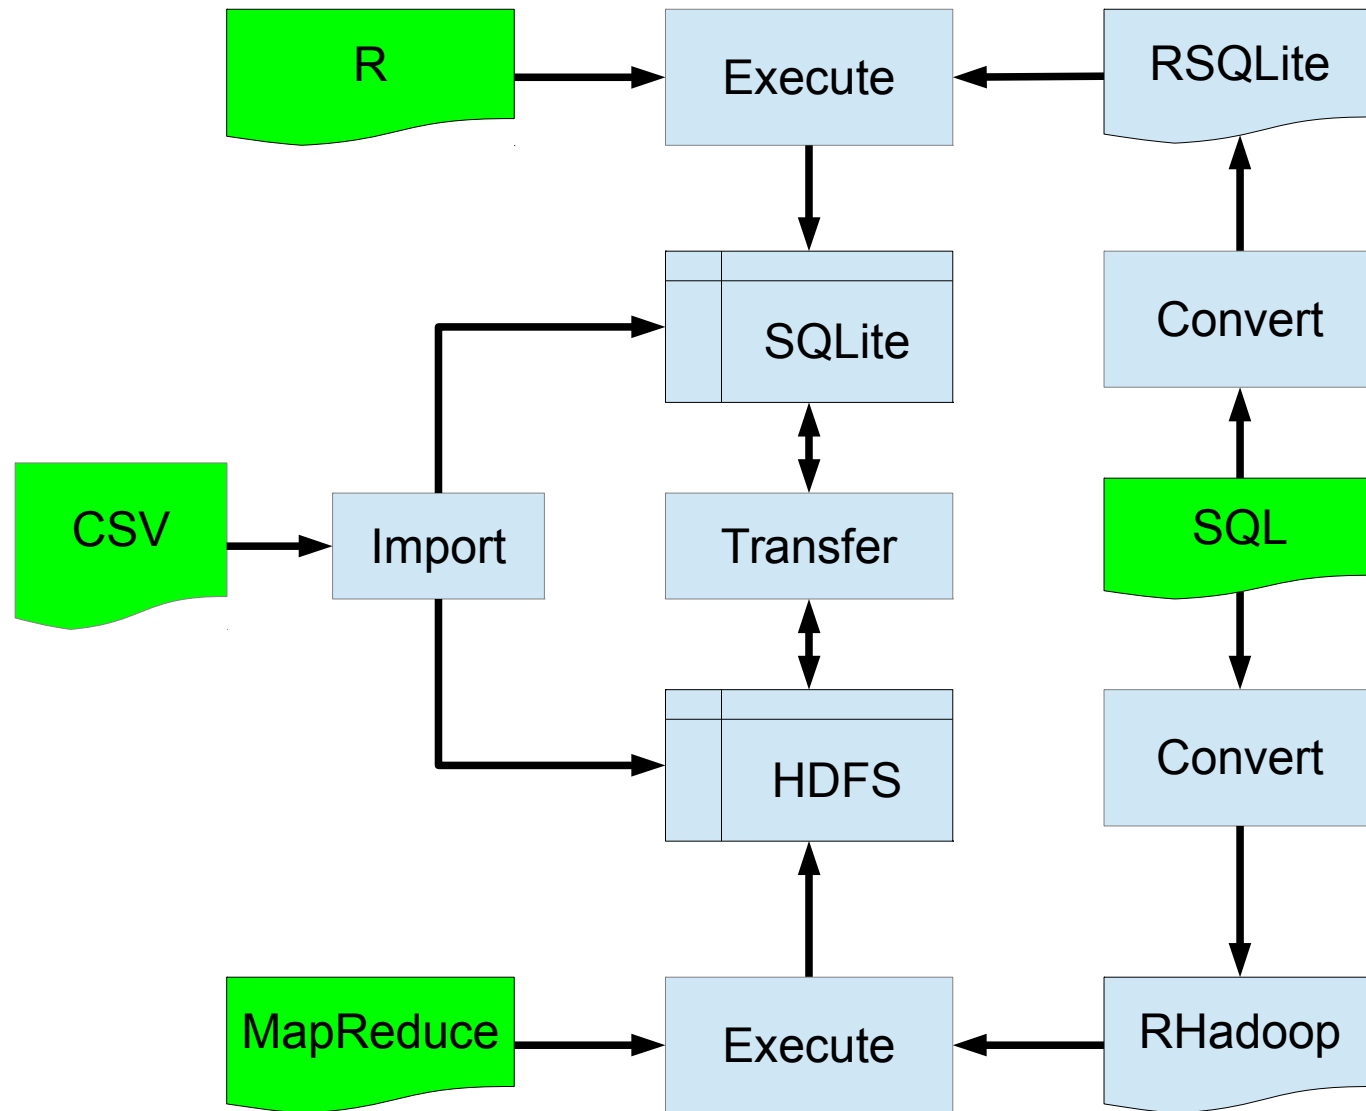 R
Execute
RSQLite
SQLite
Convert
CSV
Import
Transfer
SQL
HDFS
Convert
MapReduce
Execute
RHadoop